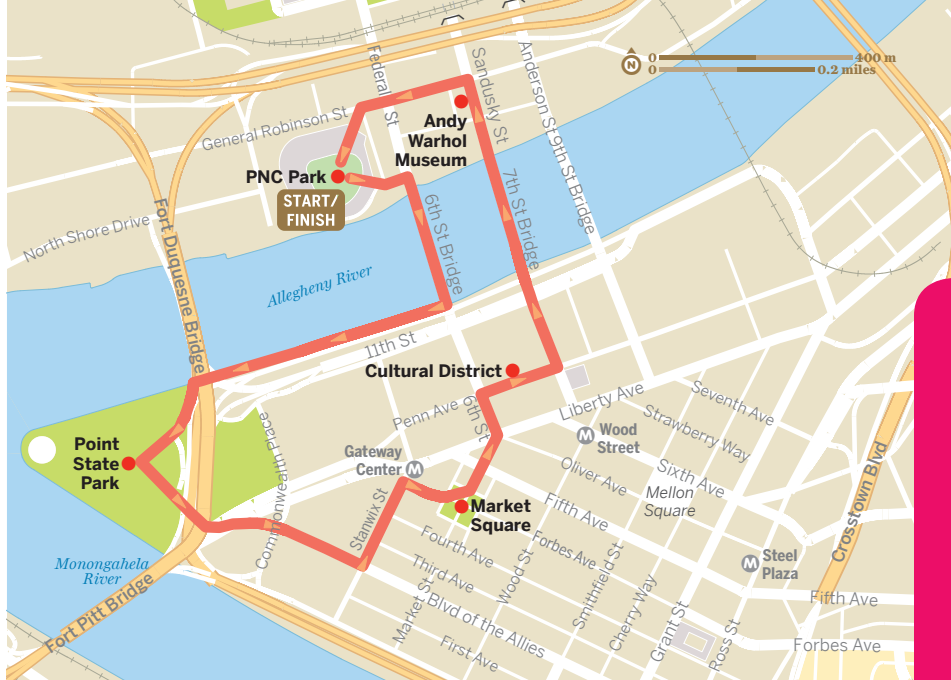 0
400 m
N
0
0.2 miles
Federal St
Sandusky St
Anderson St
9th St Bridge
General Robinson St
Andy
Warhol
Museum
PNC Park
START/
FINISH
7th St Bridge
6th St Bridge
North Shore Drive
Fort Duquesne Bridge
Allegheny River
11th St
Cultural District
Penn Ave
6th St
Liberty Ave
Seventh Ave
Strawberry Way
M
Wood
Street
Point
State
Park
Commonwealth Place
Gateway
Center
M
Oliver Ave
Sixth Ave
Mellon
Square
Crosstown Blvd
Stanwix St
Market
Square
Fifth Ave
Fourth Ave
Forbes Ave
Third Ave
Wood St
Smithfield St
M
Steel
Plaza
Monongahela
River
Fort Pitt Bridge
Market St
Blvd of the Allies
Cherry Way
Grant St
Ross St
Fifth Ave
First Ave
Forbes Ave